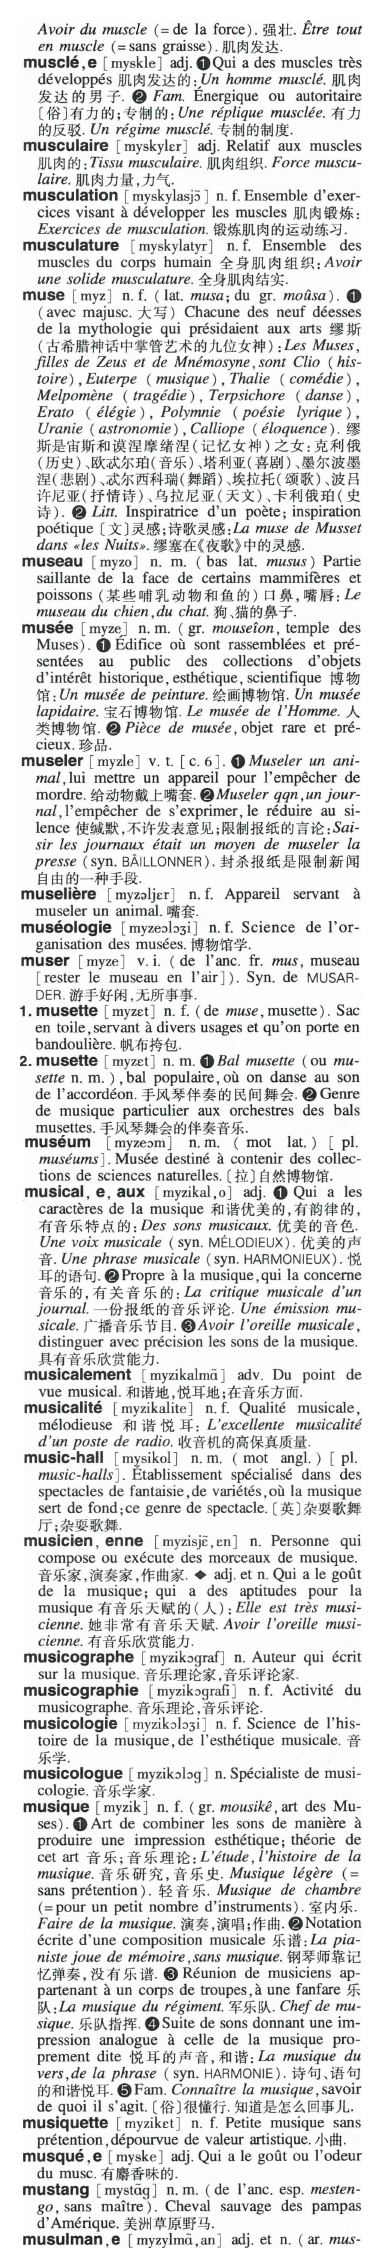 Avoir du muscle (= de la force). 强壮. Être tout
en muscle (= sans graisse). 肌肉发达.
musclé, e [myskle] adj. ❶ Qui a des muscles très
développés 肌肉发达的: Un homme musclé. 肌肉
发达的男子. ❷ Fam. Énergique ou autoritaire
[俗]有力的; 专制的: Une réplique musclée. 有力
的反驳. Un régime musclé. 专制的制度.
musculaire [myskylɛr] adj. Relatif aux muscles
肌肉的: Tissu musculaire. 肌肉组织. Force muscu-
laire. 肌肉力量, 力气.
musculation [myskylasjɔ̃] n. f. Ensemble d'exer-
cices visant à développer les muscles 肌肉锻炼:
Exercices de musculation. 锻炼肌肉的运动练习.
musculature [myskylatyr] n. f. Ensemble des
muscles du corps humain 全身肌肉组织: Avoir
une solide musculature. 全身肌肉结实.
muse [myz] n. f. (lat. musa; du gr. moûsa). ❶
(avec majusc. 大写) Chacune des neuf déesses
de la mythologie qui présidaient aux arts 缪斯
(古希腊神话中掌管艺术的九位女神): Les Muses,
filles de Zeus et de Mnémosyne, sont Clio (his-
toire), Euterpe (musique), Thalie (comédie),
Melpomène (tragédie), Terpsichore (danse),
Erato (élégie), Polymnie (poésie lyrique),
Uranie (astronomie), Calliope (éloquence). 缪
斯是宙斯和谟涅摩绪涅(记忆女神)之女: 克利俄
(历史)、欧忒尔珀(音乐)、塔利亚(喜剧)、墨尔波墨
涅(悲剧)、忒尔西科瑞(舞蹈)、埃拉托(颂歌)、波吕
许尼亚(抒情诗)、乌拉尼亚(天文)、卡利俄珀(史
诗). ❷ Litt. Inspiratrice d'un poète; inspiration
poétique [文]灵感; 诗歌灵感: La muse de Musset
dans «les Nuits». 缪塞在《夜歌》中的灵感.
museau [myzo] n. m. (bas lat. musus) Partie
saillante de la face de certains mammifères et
poissons (某些哺乳动物和鱼的)口鼻, 嘴唇: Le
museau du chien, du chat. 狗、猫的鼻子.
musée [myze] n. m. (gr. mouseîon, temple des
Muses). ❶ Édifice où sont rassemblées et pré-
sentées au public des collections d'objets
d'intérêt historique, esthétique, scientifique 博物
馆: Un musée de peinture. 绘画博物馆. Un musée
lapidaire. 宝石博物馆. Le musée de l'Homme. 人
类博物馆. ❷ Pièce de musée, objet rare et pré-
cieux. 珍品.
museler [myzle] v. t. [c. 6]. ❶ Museler un ani-
mal, lui mettre un appareil pour l'empêcher de
mordre. 给动物戴上嘴套. ❷ Museler qqn, un jour-
nal, l'empêcher de s'exprimer, le réduire au si-
lence 使缄默, 不许发表意见; 限制报纸的言论: Sai-
sir les journaux était un moyen de museler la
presse (syn. BÂILLONNER). 封杀报纸是限制新闻
自由的一种手段.
muselière [myzəljɛr] n. f. Appareil servant à
museler un animal. 嘴套.
muséologie [myzeɔlɔʒi] n. f. Science de l'or-
ganisation des musées. 博物馆学.
muser [myze] v. i. (de l'anc. fr. mus, museau
[rester le museau en l'air]). Syn. de MUSAR-
DER. 游手好闲, 无所事事.
1. musette [myzɛt] n. f. (de muse, musette). Sac
en toile, servant à divers usages et qu'on porte en
bandoulière. 帆布挎包.
2. musette [myzɛt] n. m. ❶ Bal musette (ou mu-
sette n. m.), bal populaire, où on danse au son
de l'accordéon. 手风琴伴奏的民间舞会. ❷ Genre
de musique particulier aux orchestres des bals
musettes. 手风琴舞会的伴奏音乐.
muséum [myzeɔm] n. m. (mot lat.) [pl.
muséums]. Musée destiné à contenir des collec-
tions de sciences naturelles. [拉]自然博物馆.
musical, e, aux [myzikal, o] adj. ❶ Qui a les
caractères de la musique 和谐优美的, 有韵律的,
有音乐特点的: Des sons musicaux. 优美的音色.
Une voix musicale (syn. MÉLODIEUX). 优美的声
音. Une phrase musicale (syn. HARMONIEUX). 悦
耳的语句. ❷ Propre à la musique, qui la concerne
音乐的, 有关音乐的: La critique musicale d'un
journal. 一份报纸的音乐评论. Une émission mu-
sicale. 广播音乐节目. ❸ Avoir l'oreille musicale,
distinguer avec précision les sons de la musique.
具有音乐欣赏能力.
musicalement [myzikalmɑ̃] adv. Du point de
vue musical. 和谐地, 悦耳地; 在音乐方面.
musicalité [myzikalite] n. f. Qualité musicale,
mélodieuse 和谐悦耳: L'excellente musicalité
d'un poste de radio. 收音机的高保真质量.
music-hall [mysikol] n. m. (mot angl.) [pl.
music-halls]. Établissement spécialisé dans des
spectacles de fantaisie, de variétés, où la musique
sert de fond; ce genre de spectacle. [英]杂耍歌舞
厅; 杂耍歌舞.
musicien, enne [myzisjɛ̃, ɛn] n. Personne qui
compose ou exécute des morceaux de musique.
音乐家, 演奏家, 作曲家. ◆ adj. et n. Qui a le goût
de la musique; qui a des aptitudes pour la
musique 有音乐天赋的(人): Elle est très musi-
cienne. 她非常有音乐天赋. Avoir l'oreille musi-
cienne. 有音乐欣赏能力.
musicographe [myzikɔgraf] n. Auteur qui écrit
sur la musique. 音乐理论家, 音乐评论家.
musicographie [myzikɔgrafi] n. f. Activité du
musicographe. 音乐理论, 音乐评论.
musicologie [myzikɔlɔʒi] n. f. Science de l'his-
toire de la musique, de l'esthétique musicale. 音
乐学.
musicologue [myzikɔlɔg] n. Spécialiste de musi-
cologie. 音乐学家.
musique [myzik] n. f. (gr. mousikê, art des Mu-
ses). ❶ Art de combiner les sons de manière à
produire une impression esthétique; théorie de
cet art 音乐; 音乐理论: L'étude, l'histoire de la
musique. 音乐研究, 音乐史. Musique légère (=
sans prétention). 轻音乐. Musique de chambre
(= pour un petit nombre d'instruments). 室内乐.
Faire de la musique. 演奏, 演唱; 作曲. ❷ Notation
écrite d'une composition musicale 乐谱: La pia-
niste joue de mémoire, sans musique. 钢琴师靠记
忆弹奏, 没有乐谱. ❸ Réunion de musiciens ap-
partenant à un corps de troupes, à une fanfare 乐
队: La musique du régiment. 军乐队. Chef de mu-
sique. 乐队指挥. ❹ Suite de sons donnant une im-
pression analogue à celle de la musique pro-
prement dite 悦耳的声音, 和谐: La musique du
vers, de la phrase (syn. HARMONIE). 诗句、语句
的和谐悦耳. ❺ Fam. Connaître la musique, savoir
de quoi il s'agit. [俗]很懂行. 知道是怎么回事儿.
musiquette [myzikɛt] n. f. Petite musique sans
prétention, dépourvue de valeur artistique. 小曲.
musqué, e [myske] adj. Qui a le goût ou l'odeur
du musc. 有麝香味的.
mustang [mystɑ̃g] n. m. (de l'anc. esp. mesten-
go, sans maître). Cheval sauvage des pampas
d'Amérique. 美洲草原野马.
musulman, e [myzylmɑ̃, an] adj. et n. (ar. mus-